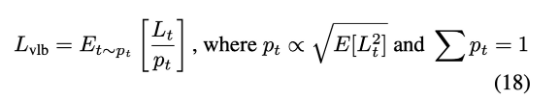 L_vlb = E_{t∼p_t} [ L_t / p_t ] , where p_t ∝ √E[L_t^2] and ∑ p_t = 1
(18)